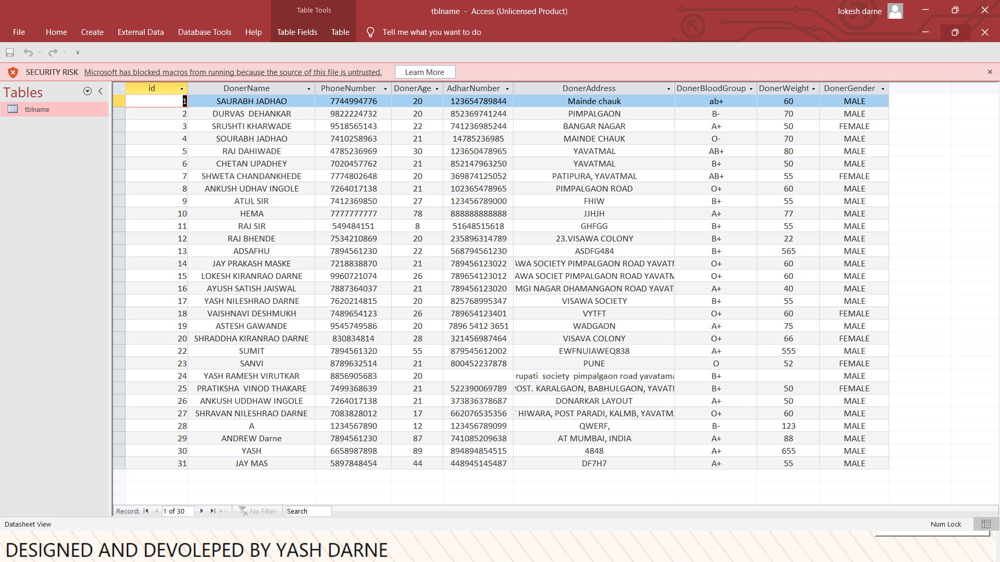 Table Tools
tblname - Access (Unlicensed Product)
lokesh darne
File Home Create External Data Database Tools Help Table Fields Table Tell me what you want to do
SECURITY RISK Microsoft has blocked macros from running because the source of this file is untrusted. Learn More
Tables
tblname
id DonerName PhoneNumber DonerAge AdharNumber DonerAddress DonerBloodGroup DonerWeight DonerGender
1 SAURABH JADHAO 7744994776 20 123654789844 Mainde chauk ab+ 60 MALE
2 DURVAS DEHANKAR 9822224732 20 852369741244 PIMPALGAON B- 70 MALE
3 SRUSHTI KHARWADE 9518565143 22 741236985244 BANGAR NAGAR A+ 50 FEMALE
4 SOURABH JADHAO 7410258963 21 14785236985 MAINDE CHAUK O- 70 MALE
5 RAJ DAHIWADE 4785236969 30 123650478965 YAVATMAL AB+ 80 MALE
6 CHETAN UPADHEY 7020457762 21 852147963250 YAVATMAL B+ 50 MALE
7 SHWETA CHANDANKHEDE 7774802648 20 369874125052 PATIPURA, YAVATMAL AB+ 55 FEMALE
8 ANKUSH UDHAV INGOLE 7264017138 21 102365478965 PIMPALGAON ROAD O+ 60 MALE
9 ATUL SIR 7412369850 27 123456789000 FHIW B+ 55 MALE
10 HEMA 7777777777 78 888888888888 JJHJH A+ 77 MALE
11 RAJ SIR 549484151 8 51648515618 GHFGG B+ 55 MALE
12 RAJ BHENDE 7534210869 20 235896314789 23.VISAWA COLONY B+ 22 MALE
13 ADSAFHU 7894561230 22 568794561230 ASDFG484 B+ 565 MALE
14 JAY PRAKASH MASKE 7218838870 21 789456123022 AWA SOCIETY PIMPALGAON ROAD YAVATM O+ 60 MALE
15 LOKESH KIRANRAO DARNE 9960721074 26 789654123012 AWA SOCIET PIMPALGAON ROAD YAVATM O+ 60 MALE
16 AYUSH SATISH JAISWAL 7887364037 21 789456123020 MGI NAGAR DHAMANGAON ROAD YAVAT A+ 40 MALE
17 YASH NILESHRAO DARNE 7620214815 20 825768995347 VISAWA SOCIETY B+ 55 MALE
18 VAISHNAVI DESHMUKH 7489654123 26 789654123401 VYTFT O+ 60 FEMALE
19 ASTESH GAWANDE 9545749586 20 7896 5412 3651 WADGAON A+ 75 MALE
20 SHRADDHA KIRANRAO DARNE 830834814 28 321456987464 VISAVA COLONY O+ 66 FEMALE
22 SUMIT 7894561320 55 879545612002 EWFNUIAWEQ838 A+ 555 MALE
23 SANVI 8789632514 21 800452237878 PUNE O 52 FEMALE
24 YASH RAMESH VIRUTKAR 8856905683 20 rupati society pimpalgaon road yavatama B+ MALE
25 PRATIKSHA VINOD THAKARE 7499368639 21 522390069789 POST. KARALGAON, BABHULGAON, YAVATI B+ 50 FEMALE
26 ANKUSH UDDHAW INGOLE 7264017138 21 373836378687 DONARKAR LAYOUT A+ 50 MALE
27 SHRAVAN NILESHRAO DARNE 7083828012 17 662076535356 HIWARA, POST PARADI, KALMB, YAVATM. O+ 60 MALE
28 A 1234567890 12 123456789099 QWERF, B- 123 MALE
29 ANDREW Darne 7894561230 87 741085209638 AT MUMBAI, INDIA A+ 88 MALE
30 YASH 6658987898 89 894894854515 4848 A+ 655 MALE
31 JAY MAS 5897848454 44 448945145487 DF7H7 A+ 55 MALE
Record: 1 of 30 No Filter Search
Datasheet View Num Lock
DESIGNED AND DEVOLEPED BY YASH DARNE